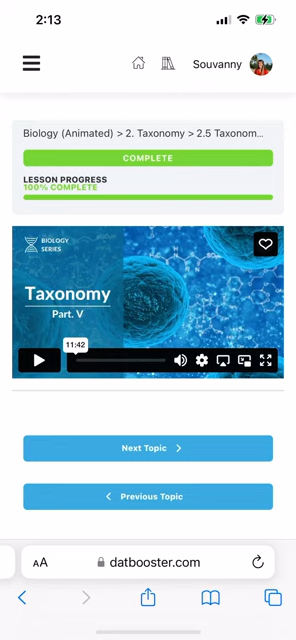 2:13
Souvanny
Biology (Animated) > 2. Taxonomy > 2.5 Taxonom...
COMPLETE
LESSON PROGRESS
100% COMPLETE
BIOLOGY
SERIES
Taxonomy
Part. V
11:42
Next Topic
Previous Topic
AA
datbooster.com